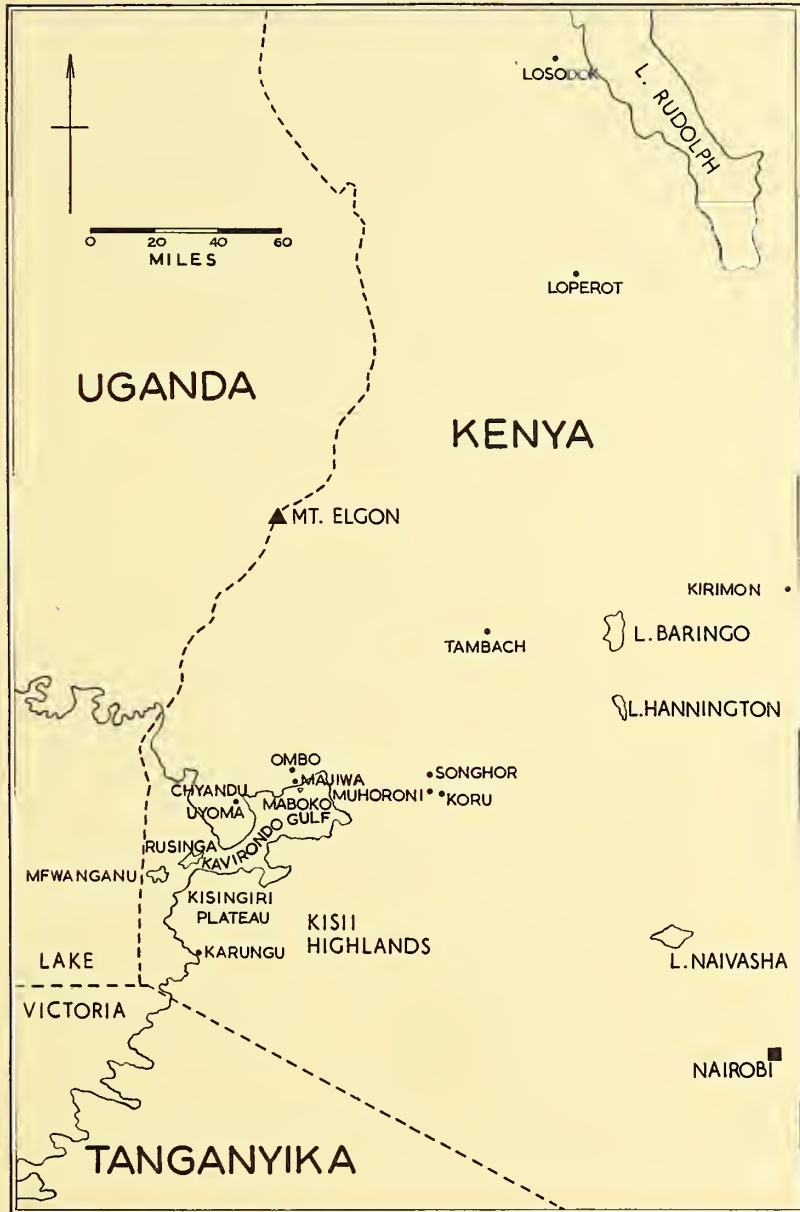 LOSODOK
L. RUDOLPH
0 20 40 60
MILES
LOPEROT
UGANDA
KENYA
MT. ELGON
KIRIMON
L. BARINGO
TAMBACH
L. HANNINGTON
OMBO
MAJIWA
SONGHOR
CHYANDU
UYOMA
MABOKO
MUHORONI
KORU
GULF
RUSINGA
KAVIRONDO
MFWANGANU
KISINGIRI
PLATEAU
KISII
HIGHLANDS
KARUNGU
LAKE
VICTORIA
L. NAIVASHA
NAIROBI
TANGANYIKA